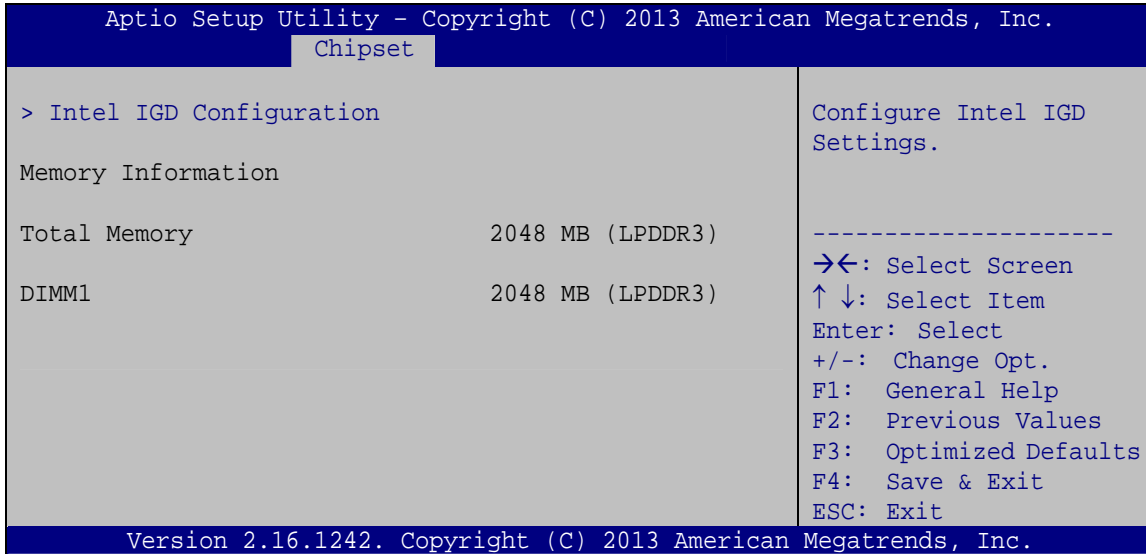 Aptio Setup Utility – Copyright (C) 2013 American Megatrends, Inc.
Chipset
> Intel IGD Configuration
Memory Information
Total Memory 2048 MB (LPDDR3)
DIMM1 2048 MB (LPDDR3)
Configure Intel IGD
Settings.
---------------------
→←: Select Screen
↑ ↓: Select Item
Enter: Select
+/-: Change Opt.
F1: General Help
F2: Previous Values
F3: Optimized Defaults
F4: Save & Exit
ESC: Exit
Version 2.16.1242. Copyright (C) 2013 American Megatrends, Inc.